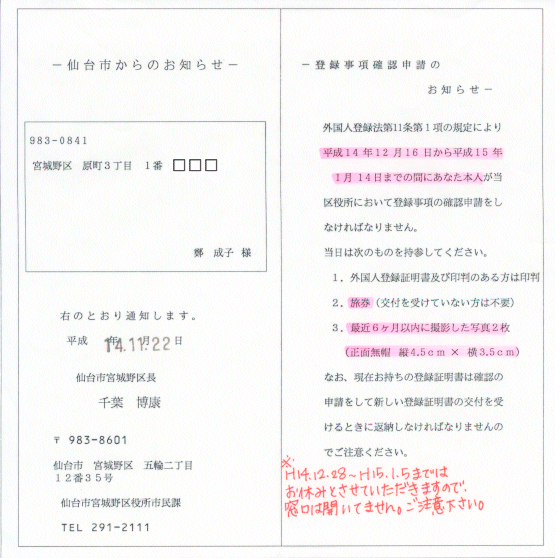 －仙台市からのお知らせ－
983-0841
宮城野区 原町3丁目 1番 □□□
鄭 成子 様
右のとおり通知します。
平成 年 月 日
14.11.22
仙台市宮城野区長
千葉 博康
〒 983-8601
仙台市 宮城野区 五輪二丁目
12番35号
仙台市宮城野区役所市民課
TEL 291-2111
－登録事項確認申請の
お知らせ－
外国人登録法第11条第1項の規定により
平成14年12月16日から平成15年
1月14日までの間にあなた本人が当
区役所において登録事項の確認申請をし
なければなりません。
当日は次のものを持参してください。
1．外国人登録証明書及び印判のある方は印判
2．旅券（交付を受けていない方は不要）
3．最近6ヶ月以内に撮影した写真2枚
（正面無帽 縦4.5cm × 横3.5cm）
なお、現在お持ちの登録証明書は確認の
申請をして新しい登録証明書の交付を受
けるときに返納しなければなりませんの
でご注意ください。
※
H14.12.28～H15.1.5までは
お休みとさせていただきますので、
窓口は開いてません。ご注意下さい。